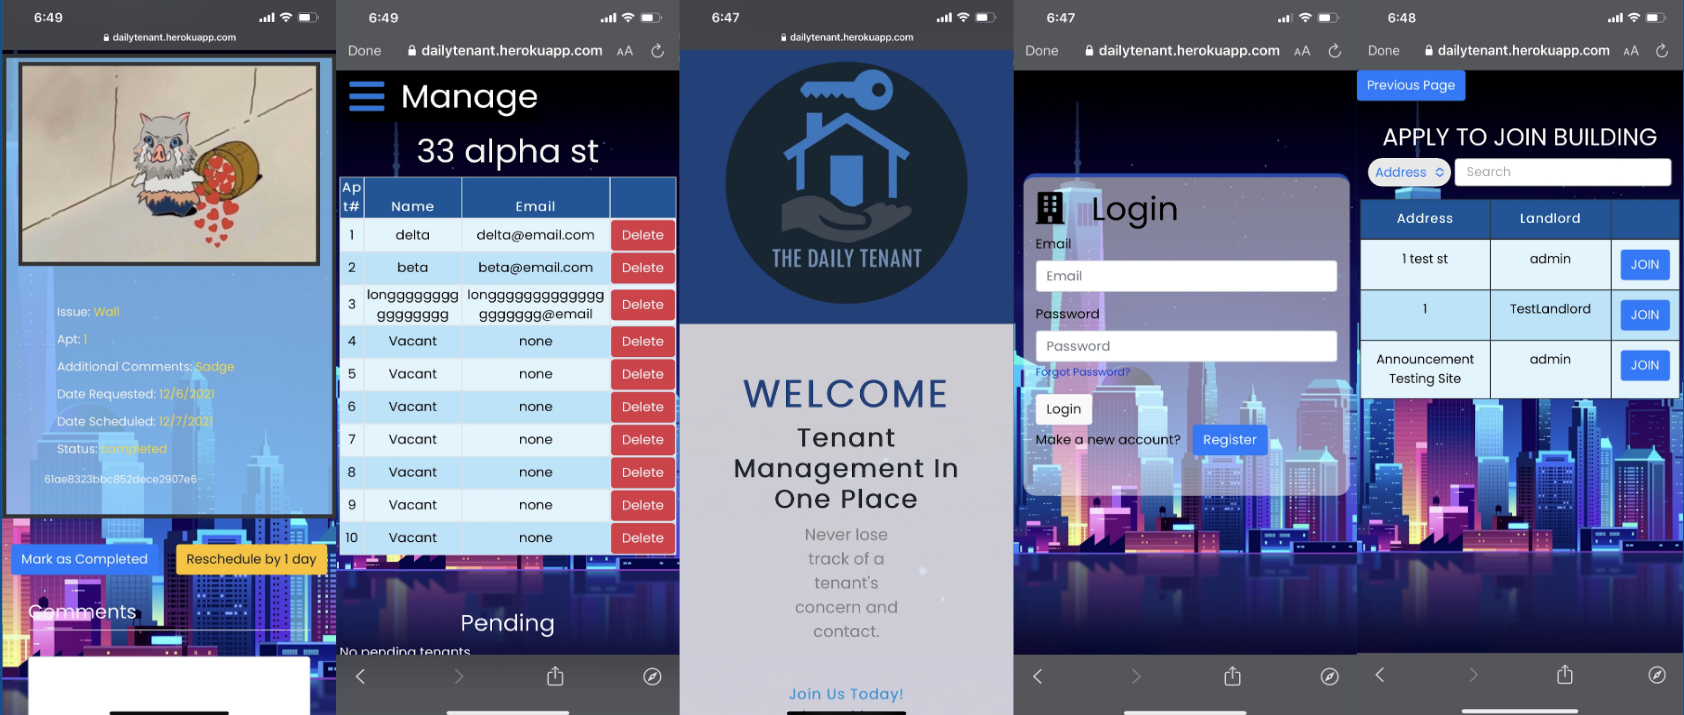 6:49
dailytenant.herokuapp.com
Issue: Wall
Apt: 1
Additional Comments: Sadge
Date Requested: 12/6/2021
Date Scheduled: 12/7/2021
Status: completed
61ae8323bbc852dece2907e6
Mark as Completed Reschedule by 1 day
Comments
6:49
Done dailytenant.herokuapp.com AA
Manage
33 alpha st
Ap
t# Name Email
1 delta delta@email.com Delete
2 beta beta@email.com Delete
3 longggggggg longgggggggggggg Delete
gggggggg ggggggg@email
4 Vacant none Delete
5 Vacant none Delete
6 Vacant none Delete
7 Vacant none Delete
8 Vacant none Delete
9 Vacant none Delete
10 Vacant none Delete
Pending
No pending tenants
6:47
dailytenant.herokuapp.com
THE DAILY TENANT
WELCOME
Tenant
Management In
One Place
Never lose
track of a
tenant's
concern and
contact.
Join Us Today!
6:47
Done dailytenant.herokuapp.com AA
Login
Email
Email
Password
Password
Forgot Password?
Login
Make a new account? Register
6:48
Done dailytenant.herokuapp.com AA
Previous Page
APPLY TO JOIN BUILDING
Address Search
Address Landlord
1 test st admin JOIN
1 TestLandlord JOIN
Announcement admin JOIN
Testing Site